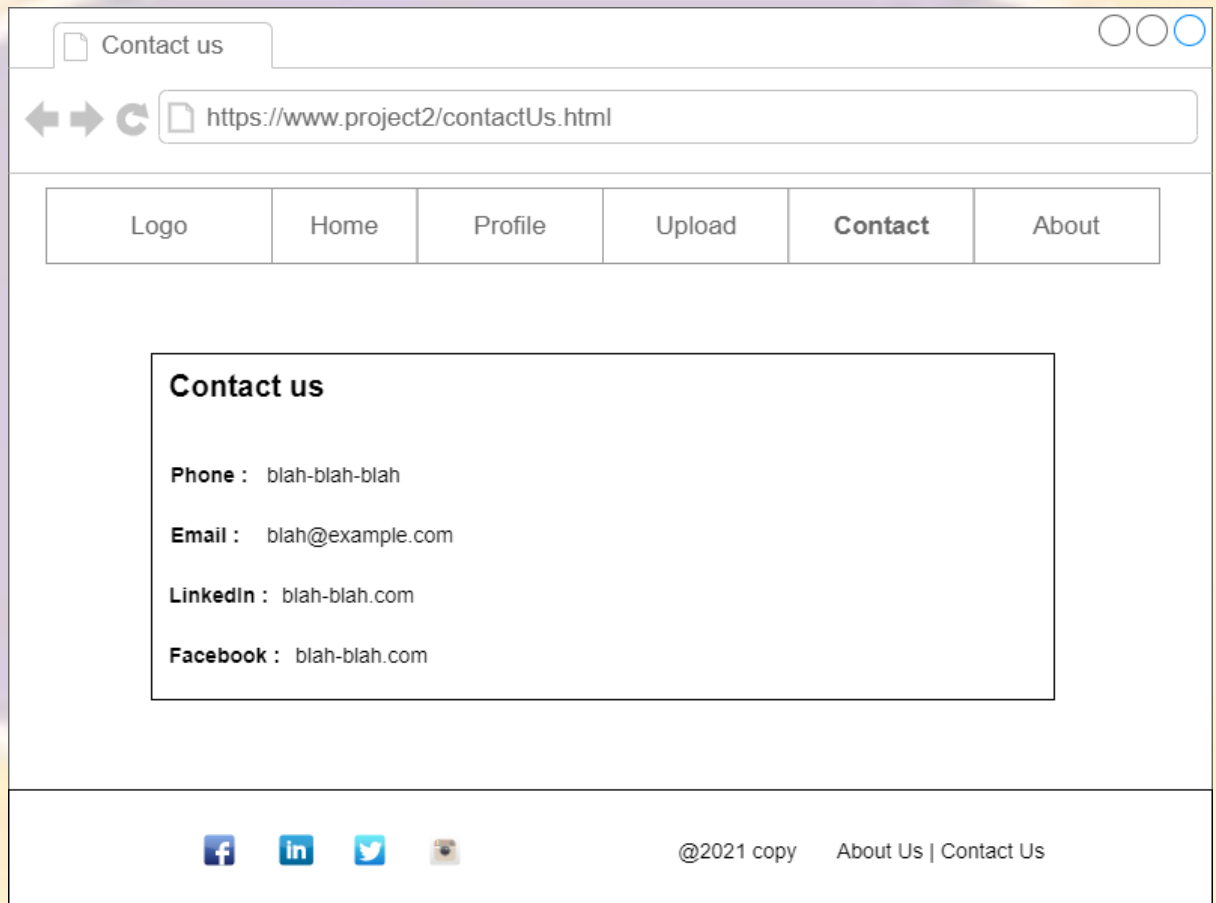 Contact us
https://www.project2/contactUs.html
Logo Home Profile Upload Contact About
Contact us
Phone : blah-blah-blah
Email : blah@example.com
LinkedIn : blah-blah.com
Facebook : blah-blah.com
f in @2021 copy About Us | Contact Us